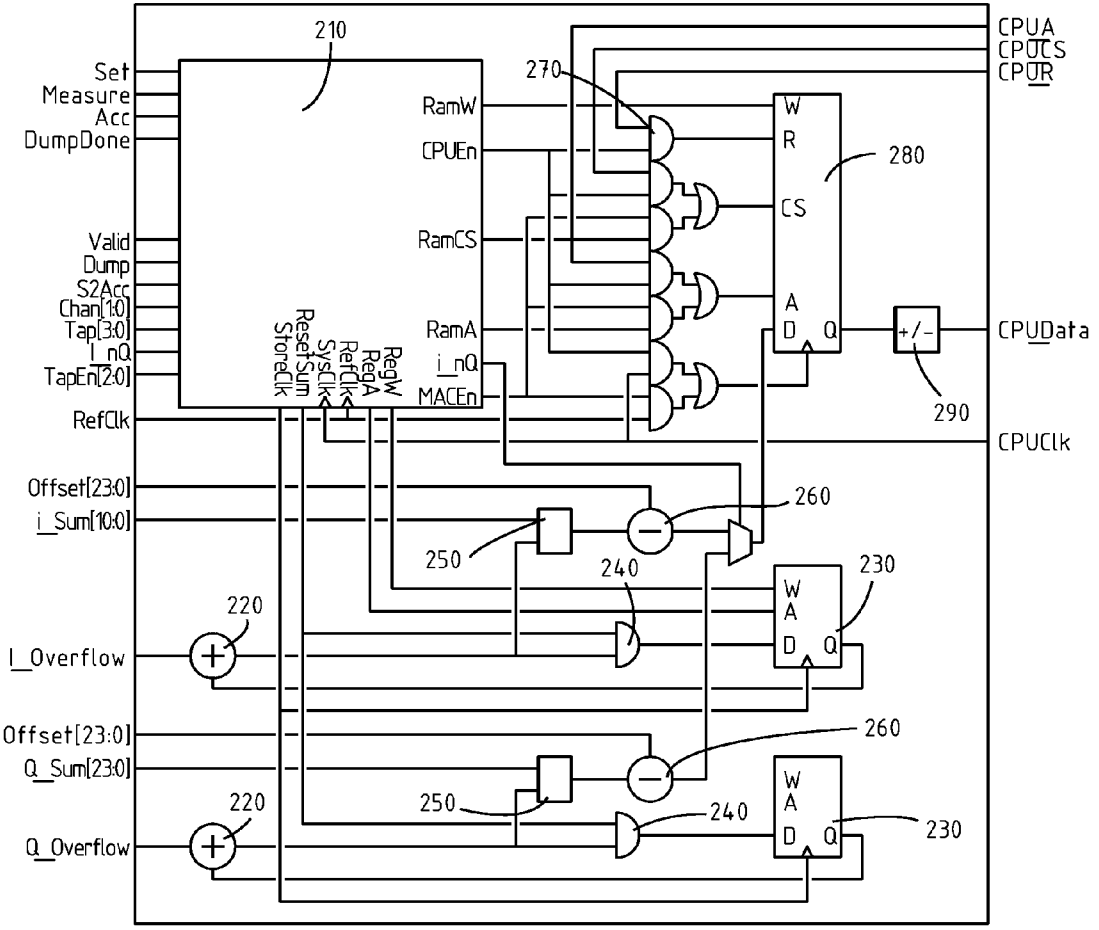 210
CPUA
CPUCS
CPUR
270
Set
Measure
Acc
DumpDone
RamW
CPUEn
W
R
280
CS
Valid
Dump
S2Acc
Chan[1:0]
Tap[3:0]
I_nQ
TapEn[2:0]
RefClk
RamCS
RamA
i_nQ
MACEn
A
D Q
+/-
CPUData
290
StoreClk
ResetSum
SysClk
RefClk
RegA
RegW
CPUClk
Offset[23:0]
i_Sum[10:0]
250
260
240
230
W
A
D Q
220
I_Overflow
Offset[23:0]
Q_Sum[23:0]
250
260
240
230
W
A
D Q
220
Q_Overflow